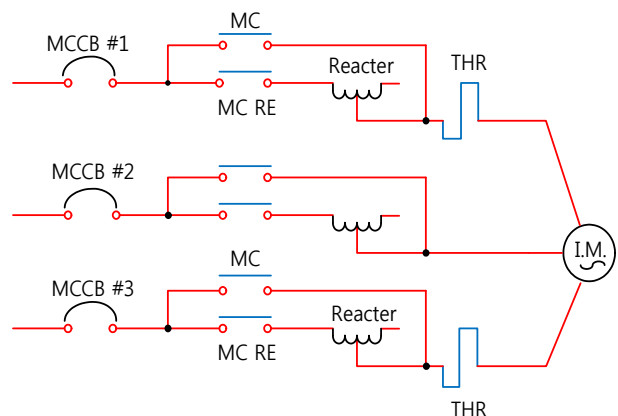 MC
MCCB #1
Reacter
THR
MC RE
MCCB #2
I.M.
MC
MCCB #3
Reacter
MC RE
THR